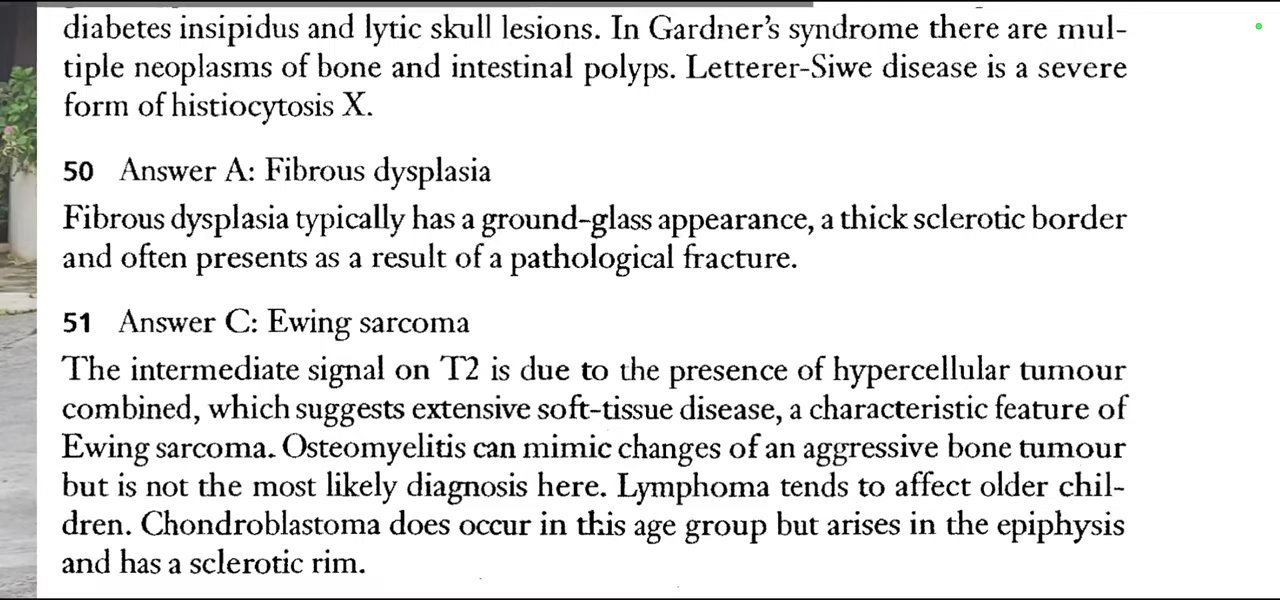 diabetes insipidus and lytic skull lesions. In Gardner's syndrome there are mul-
tiple neoplasms of bone and intestinal polyps. Letterer-Siwe disease is a severe
form of histiocytosis X.
50 Answer A: Fibrous dysplasia
Fibrous dysplasia typically has a ground-glass appearance, a thick sclerotic border
and often presents as a result of a pathological fracture.
51 Answer C: Ewing sarcoma
The intermediate signal on T2 is due to the presence of hypercellular tumour
combined, which suggests extensive soft-tissue disease, a characteristic feature of
Ewing sarcoma. Osteomyelitis can mimic changes of an aggressive bone tumour
but is not the most likely diagnosis here. Lymphoma tends to affect older chil-
dren. Chondroblastoma does occur in this age group but arises in the epiphysis
and has a sclerotic rim.